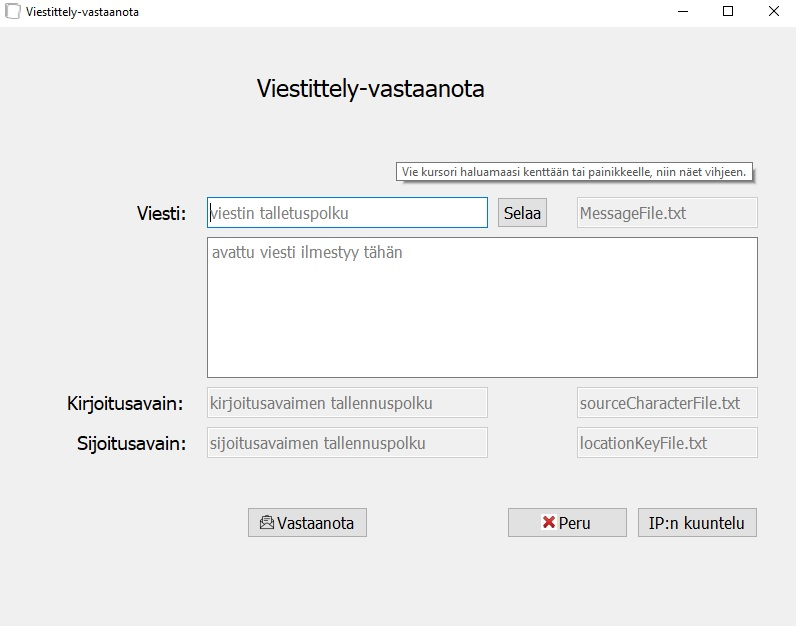 Viestittely-vastaanota
Viestittely-vastaanota
Vie kursori haluamaasi kenttään tai painikkeelle, niin näet vihjeen.
Viesti: viestin talletuspolku Selaa MessageFile.txt
avattu viesti ilmestyy tähän
Kirjoitusavain: kirjoitusavaimen tallennuspolku sourceCharacterFile.txt
Sijoitusavain: sijoitusavaimen tallennuspolku locationKeyFile.txt
Vastaanota Peru IP:n kuuntelu